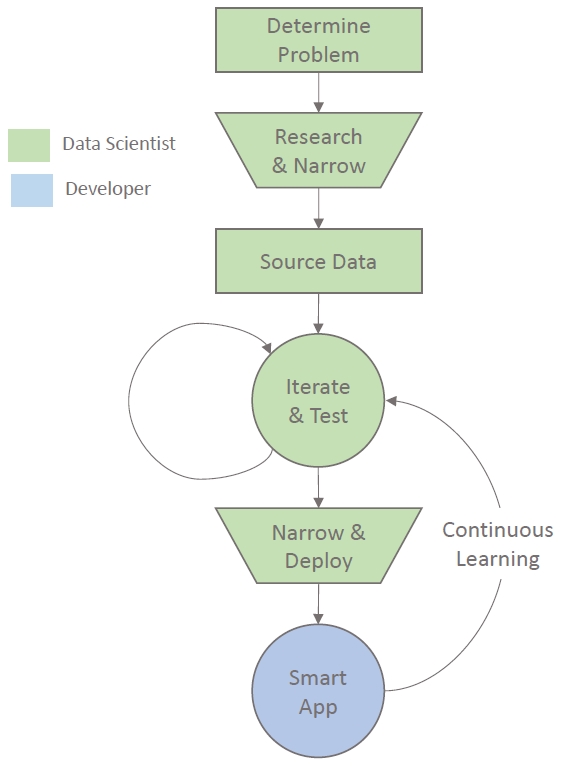 Determine
Problem
Research
& Narrow
Data Scientist
Developer
Source Data
Iterate
& Test
Narrow &
Deploy
Continuous
Learning
Smart
App